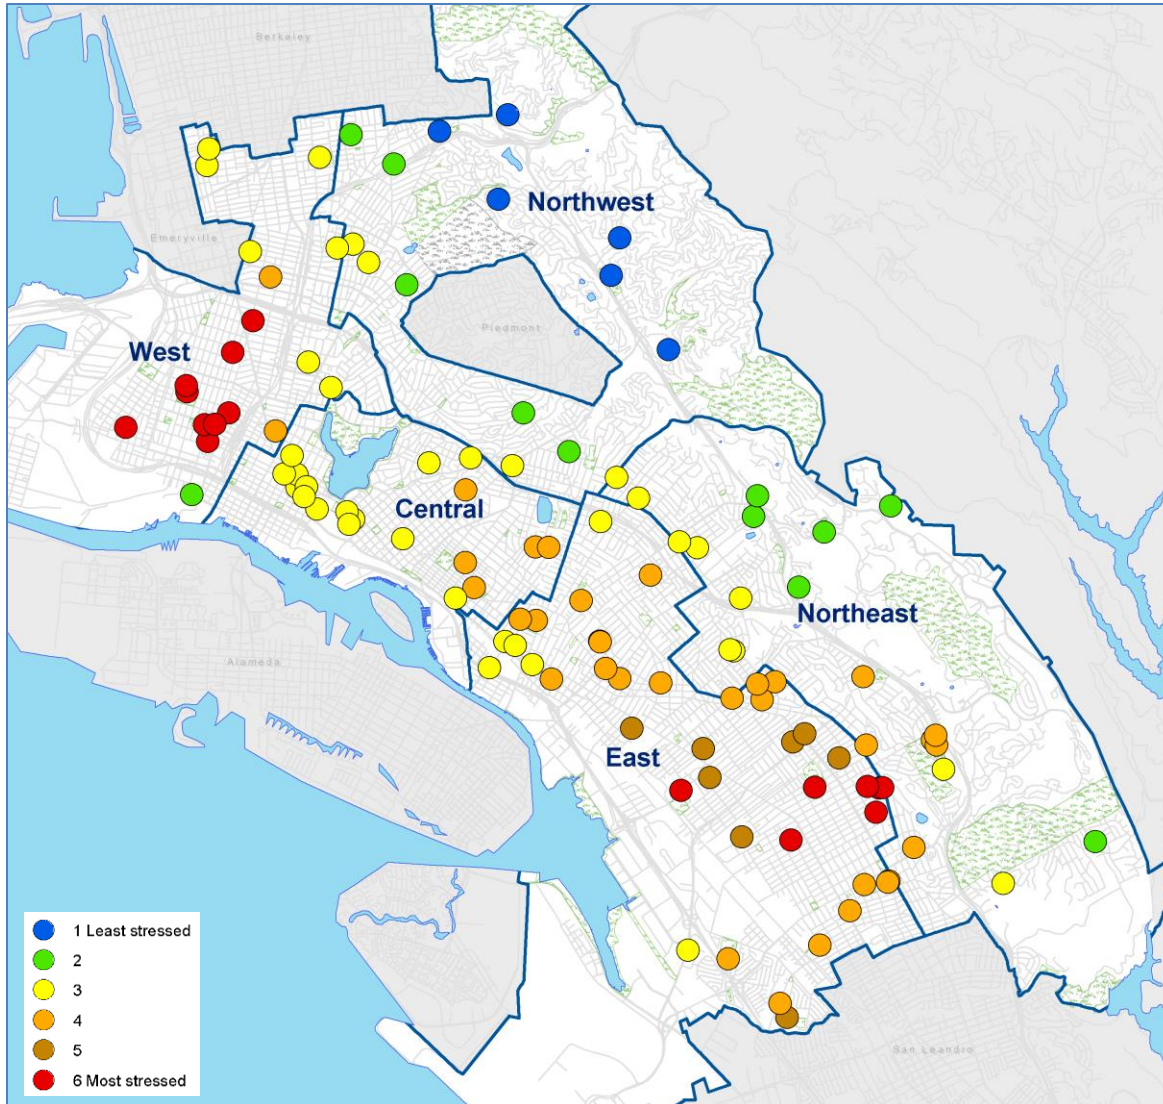 Berkeley
Northwest
Emeryville
Piedmont
West
Central
Northeast
Alameda
East
1 Least stressed
2
3
4
5
6 Most stressed
San Leandro